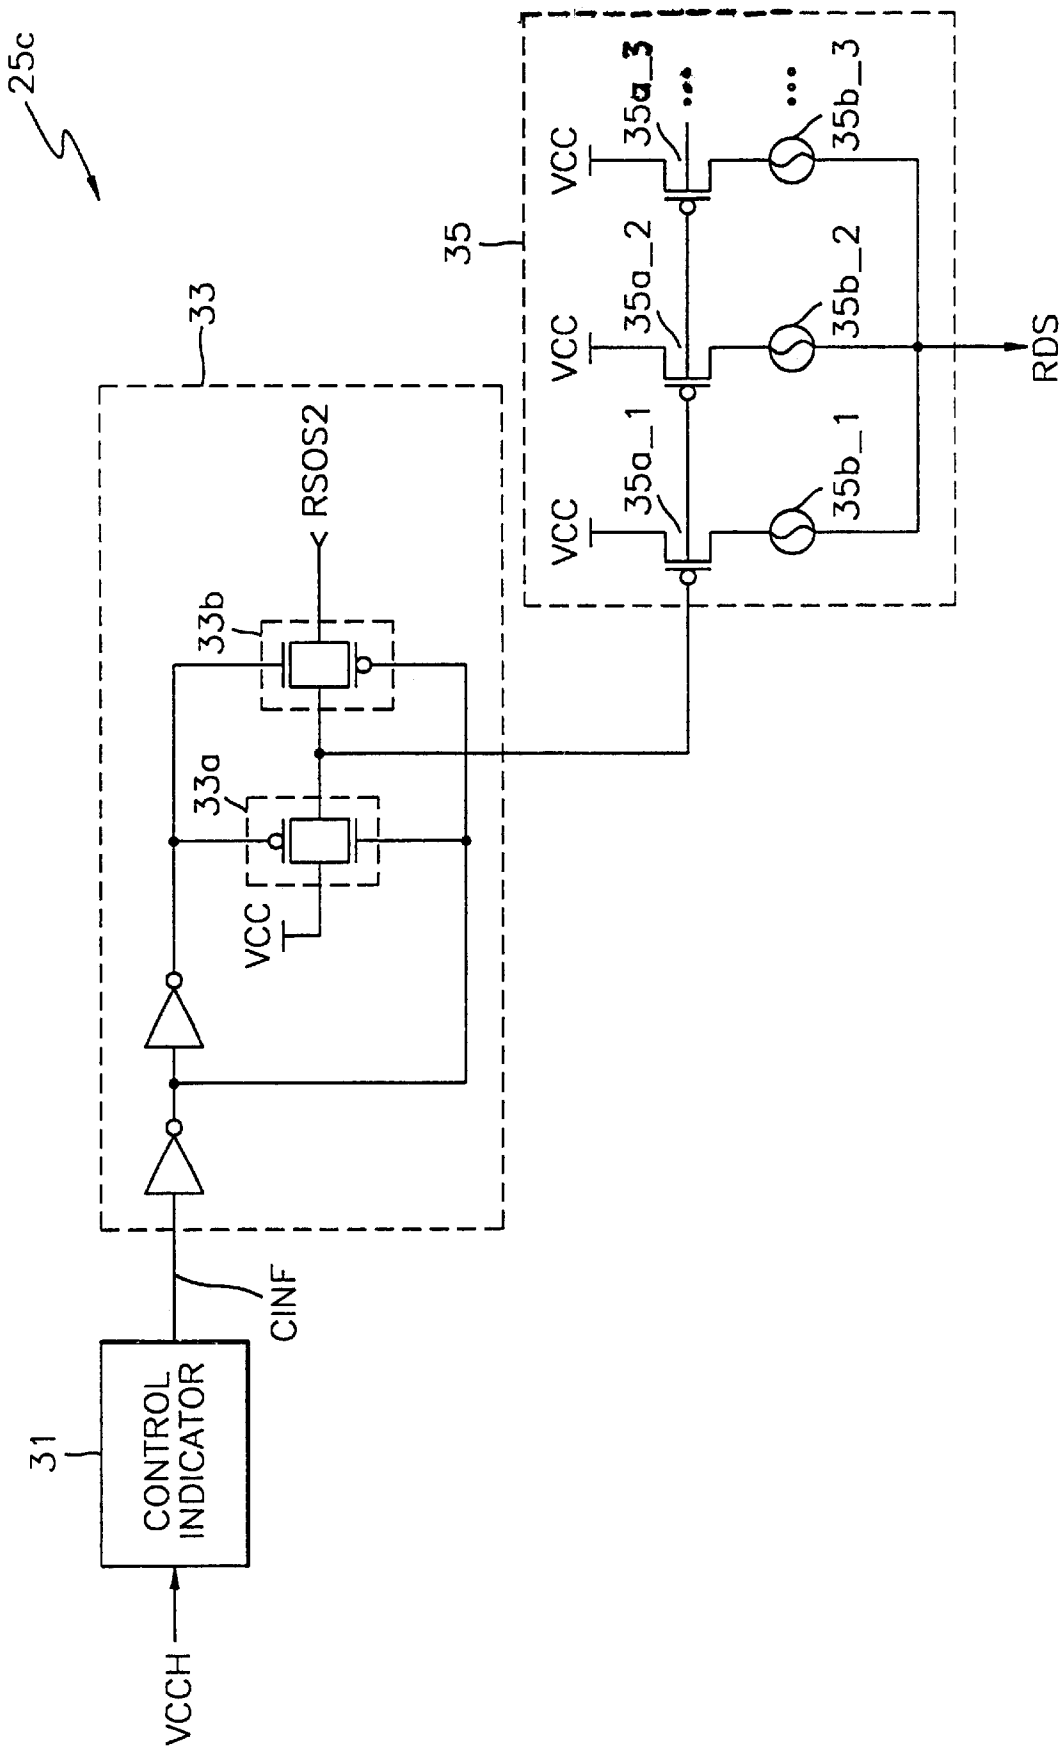 25c
31
VCCH
CONTROL
INDICATOR
CINF
33
33a
VCC
33b
RSOS2
35
VCC
VCC
VCC
35a_1
35a_2
35a_3
...
35b_1
35b_2
35b_3
...
RDS